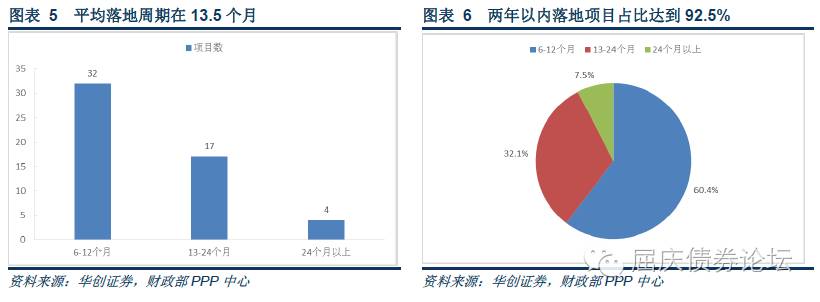 图表 5 平均落地周期在 13.5 个月
项目数
35
30
25
20
15
10
5
0
32
17
4
6-12个月
13-24个月
24个月以上
资料来源：华创证券，财政部 PPP 中心
图表 6 两年以内落地项目占比达到 92.5%
6-12个月 13-24个月 24个月以上
7.5%
32.1%
60.4%
资料来源：华创证券，财政部 PPP 中心
屈庆债券论坛